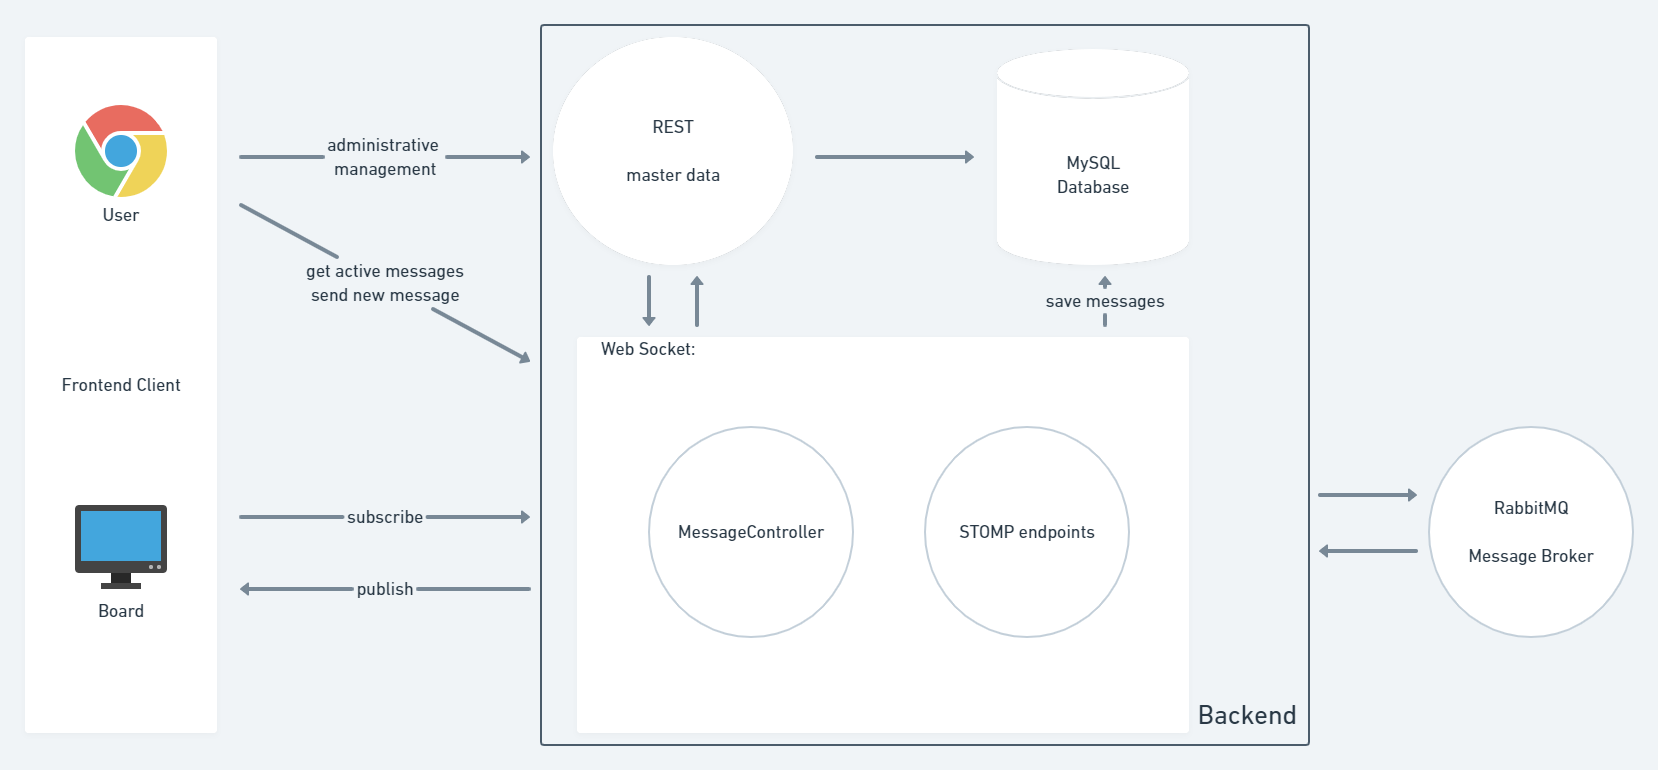 User
Frontend Client
Board
administrative
management
get active messages
send new message
subscribe
publish
REST
master data
MySQL
Database
save messages
Web Socket:
MessageController
STOMP endpoints
Backend
RabbitMQ
Message Broker